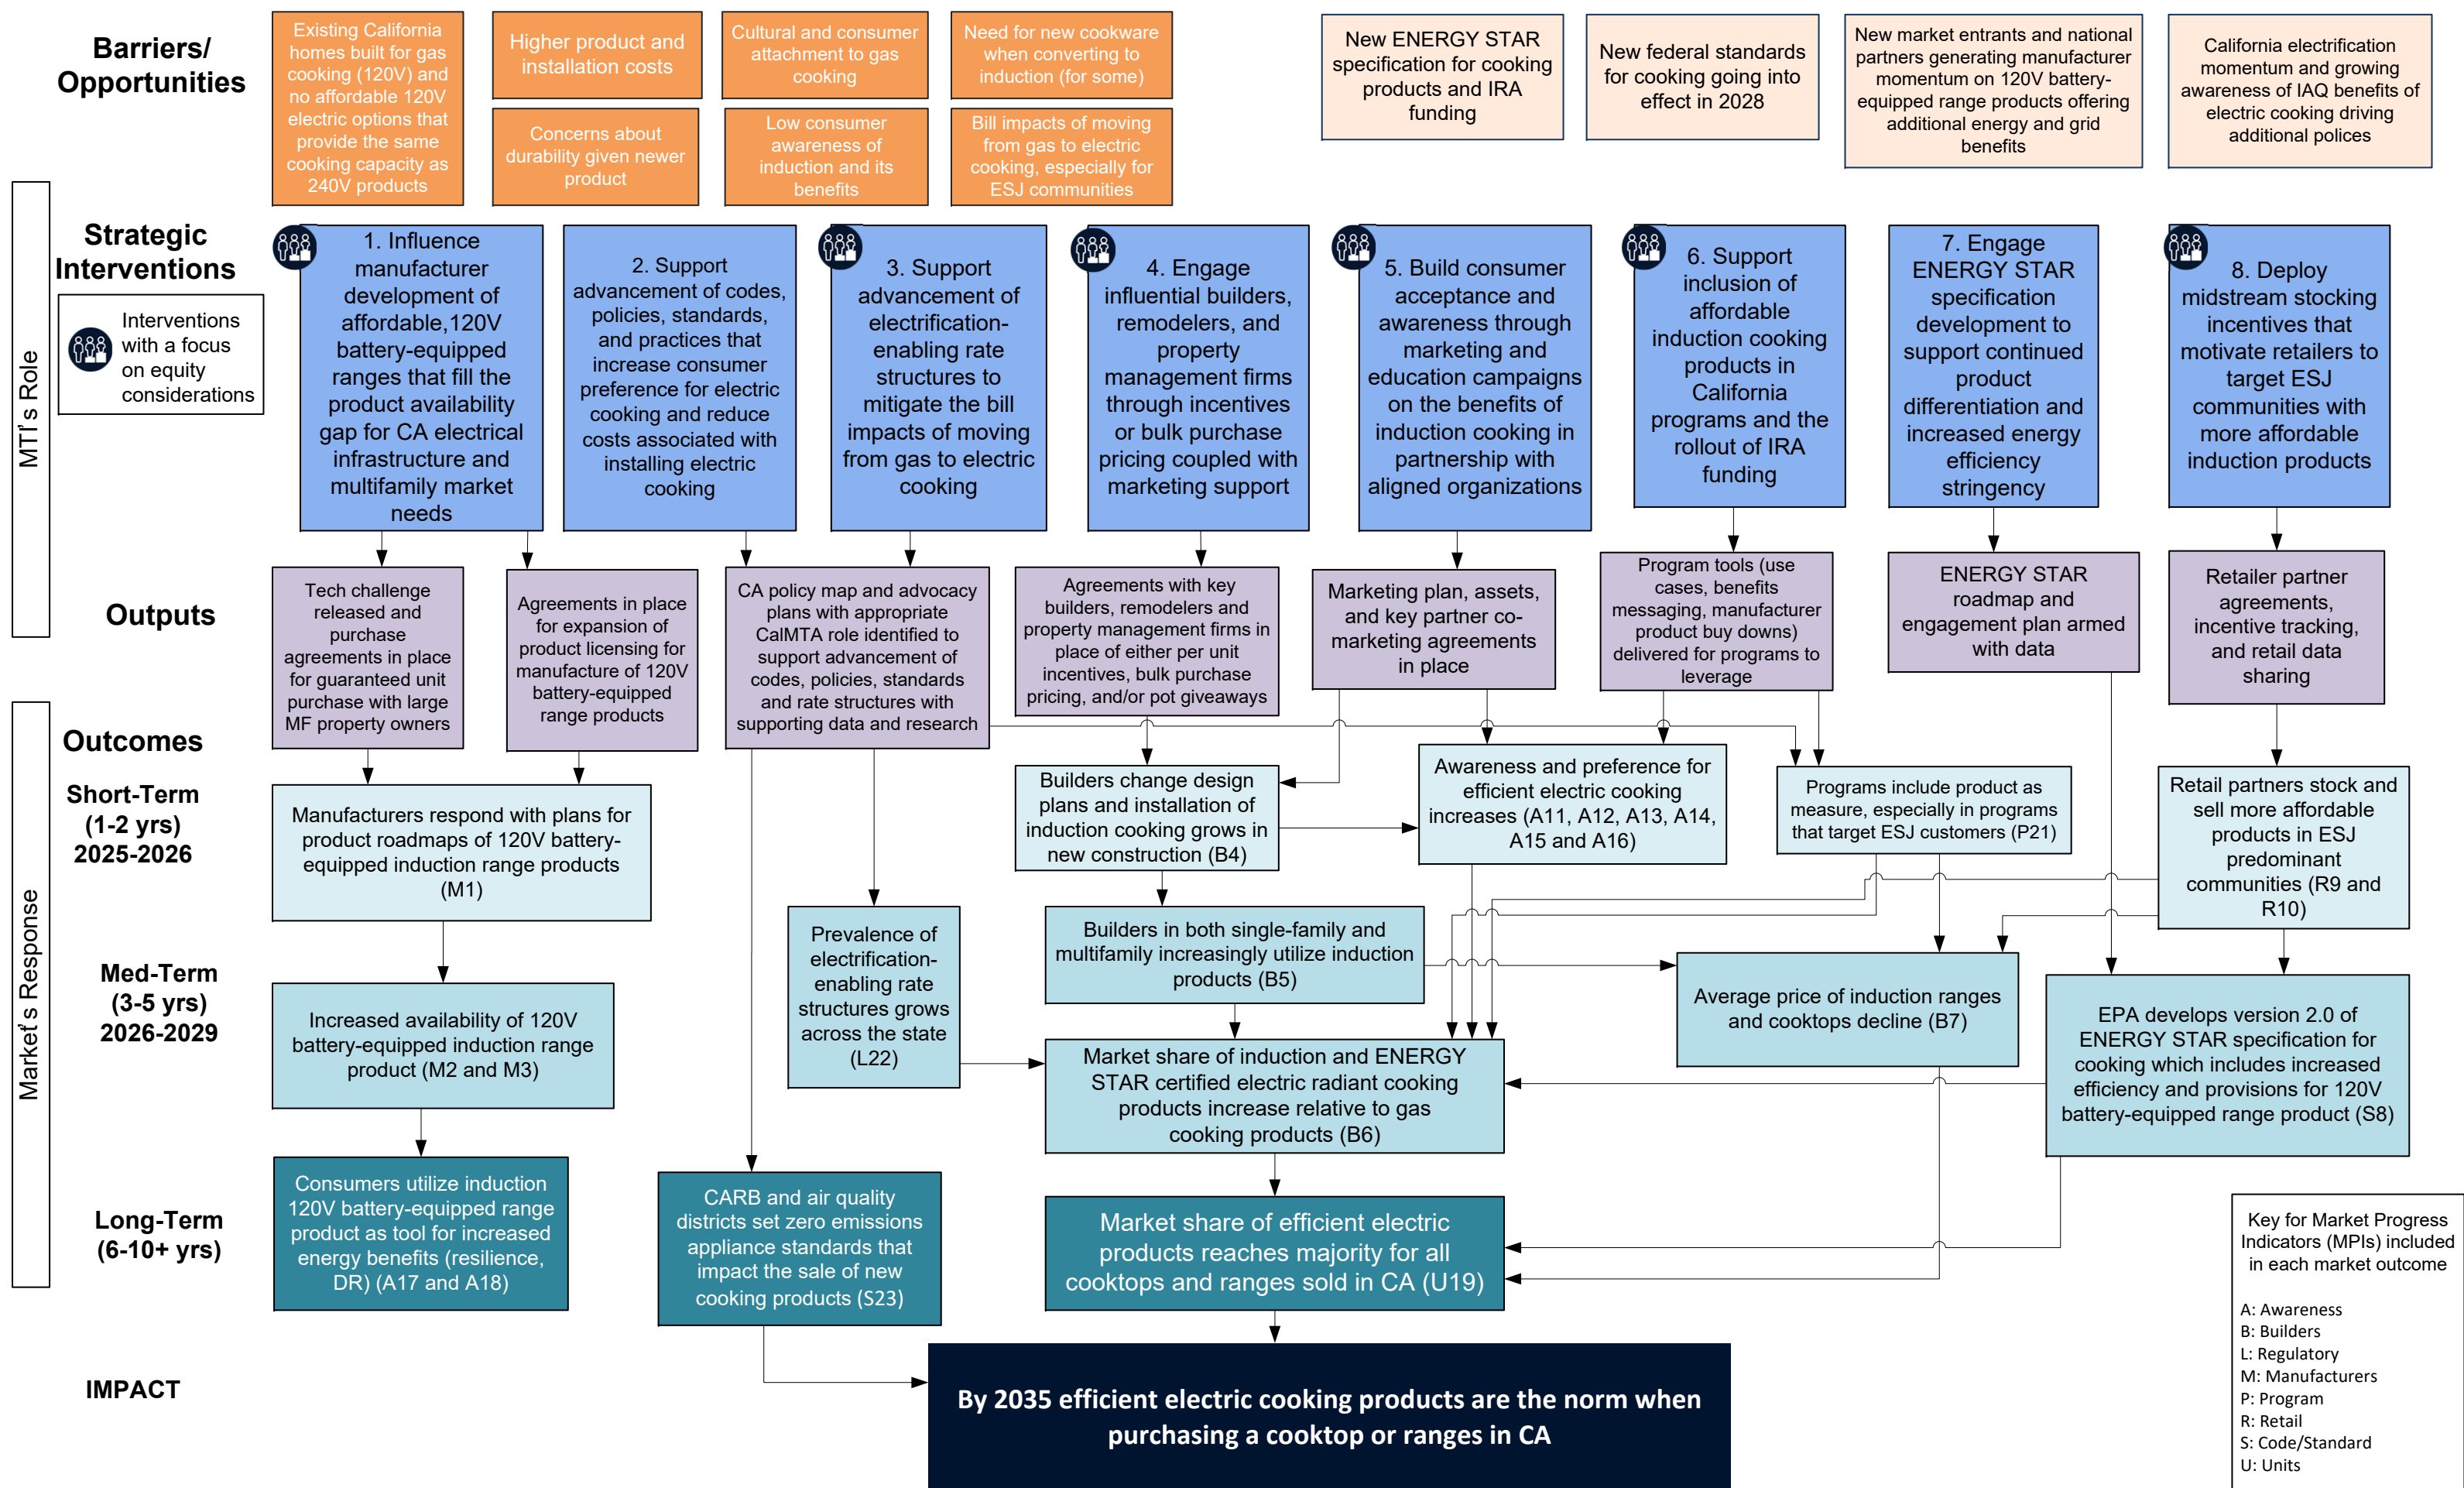 Barriers/
Opportunities
Existing California
homes built for gas
cooking (120V) and
no affordable 120V
electric options that
provide the same
cooking capacity as
240V products
Higher product and
installation costs
Cultural and consumer
attachment to gas
cooking
Need for new cookware
when converting to
induction (for some)
Concerns about
durability given newer
product
Low consumer
awareness of
induction and its
benefits
Bill impacts of moving
from gas to electric
cooking, especially for
ESJ communities
New ENERGY STAR
specification for cooking
products and IRA
funding
New federal standards
for cooking going into
effect in 2028
New market entrants and national
partners generating manufacturer
momentum on 120V battery-
equipped range products offering
additional energy and grid
benefits
California electrification
momentum and growing
awareness of IAQ benefits of
electric cooking driving
additional polices
MTI's Role
Strategic
Interventions
Interventions
with a focus
on equity
considerations
1. Influence
manufacturer
development of
affordable,120V
battery-equipped
ranges that fill the
product availability
gap for CA electrical
infrastructure and
multifamily market
needs
2. Support
advancement of codes,
policies, standards,
and practices that
increase consumer
preference for electric
cooking and reduce
costs associated with
installing electric
cooking
3. Support
advancement of
electrification-
enabling rate
structures to
mitigate the bill
impacts of moving
from gas to electric
cooking
4. Engage
influential builders,
remodelers, and
property
management firms
through incentives
or bulk purchase
pricing coupled with
marketing support
5. Build consumer
acceptance and
awareness through
marketing and
education campaigns
on the benefits of
induction cooking in
partnership with
aligned organizations
6. Support
inclusion of
affordable
induction cooking
products in
California
programs and the
rollout of IRA
funding
7. Engage
ENERGY STAR
specification
development to
support continued
product
differentiation and
increased energy
efficiency
stringency
8. Deploy
midstream stocking
incentives that
motivate retailers to
target ESJ
communities with
more affordable
induction products
Outputs
Tech challenge
released and
purchase
agreements in place
for guaranteed unit
purchase with large
MF property owners
Agreements in place
for expansion of
product licensing for
manufacture of 120V
battery-equipped
range products
CA policy map and advocacy
plans with appropriate
CalMTA role identified to
support advancement of
codes, policies, standards
and rate structures with
supporting data and research
Agreements with key
builders, remodelers and
property management firms in
place of either per unit
incentives, bulk purchase
pricing, and/or pot giveaways
Marketing plan, assets,
and key partner co-
marketing agreements
in place
Program tools (use
cases, benefits
messaging, manufacturer
product buy downs)
delivered for programs to
leverage
ENERGY STAR
roadmap and
engagement plan armed
with data
Retailer partner
agreements,
incentive tracking,
and retail data
sharing
Market's Response
Outcomes
Short-Term
(1-2 yrs)
2025-2026
Manufacturers respond with plans for
product roadmaps of 120V battery-
equipped induction range products
(M1)
Builders change design
plans and installation of
induction cooking grows in
new construction (B4)
Awareness and preference for
efficient electric cooking
increases (A11, A12, A13, A14,
A15 and A16)
Programs include product as
measure, especially in programs
that target ESJ customers (P21)
Retail partners stock and
sell more affordable
products in ESJ
predominant
communities (R9 and
R10)
Med-Term
(3-5 yrs)
2026-2029
Increased availability of 120V
battery-equipped induction range
product (M2 and M3)
Prevalence of
electrification-
enabling rate
structures grows
across the state
(L22)
Builders in both single-family and
multifamily increasingly utilize induction
products (B5)
Market share of induction and ENERGY
STAR certified electric radiant cooking
products increase relative to gas
cooking products (B6)
Average price of induction ranges
and cooktops decline (B7)
EPA develops version 2.0 of
ENERGY STAR specification for
cooking which includes increased
efficiency and provisions for 120V
battery-equipped range product (S8)
Long-Term
(6-10+ yrs)
Consumers utilize induction
120V battery-equipped range
product as tool for increased
energy benefits (resilience,
DR) (A17 and A18)
CARB and air quality
districts set zero emissions
appliance standards that
impact the sale of new
cooking products (S23)
Market share of efficient electric
products reaches majority for all
cooktops and ranges sold in CA (U19)
IMPACT
By 2035 efficient electric cooking products are the norm when
purchasing a cooktop or ranges in CA
Key for Market Progress
Indicators (MPIs) included
in each market outcome
A: Awareness
B: Builders
L: Regulatory
M: Manufacturers
P: Program
R: Retail
S: Code/Standard
U: Units